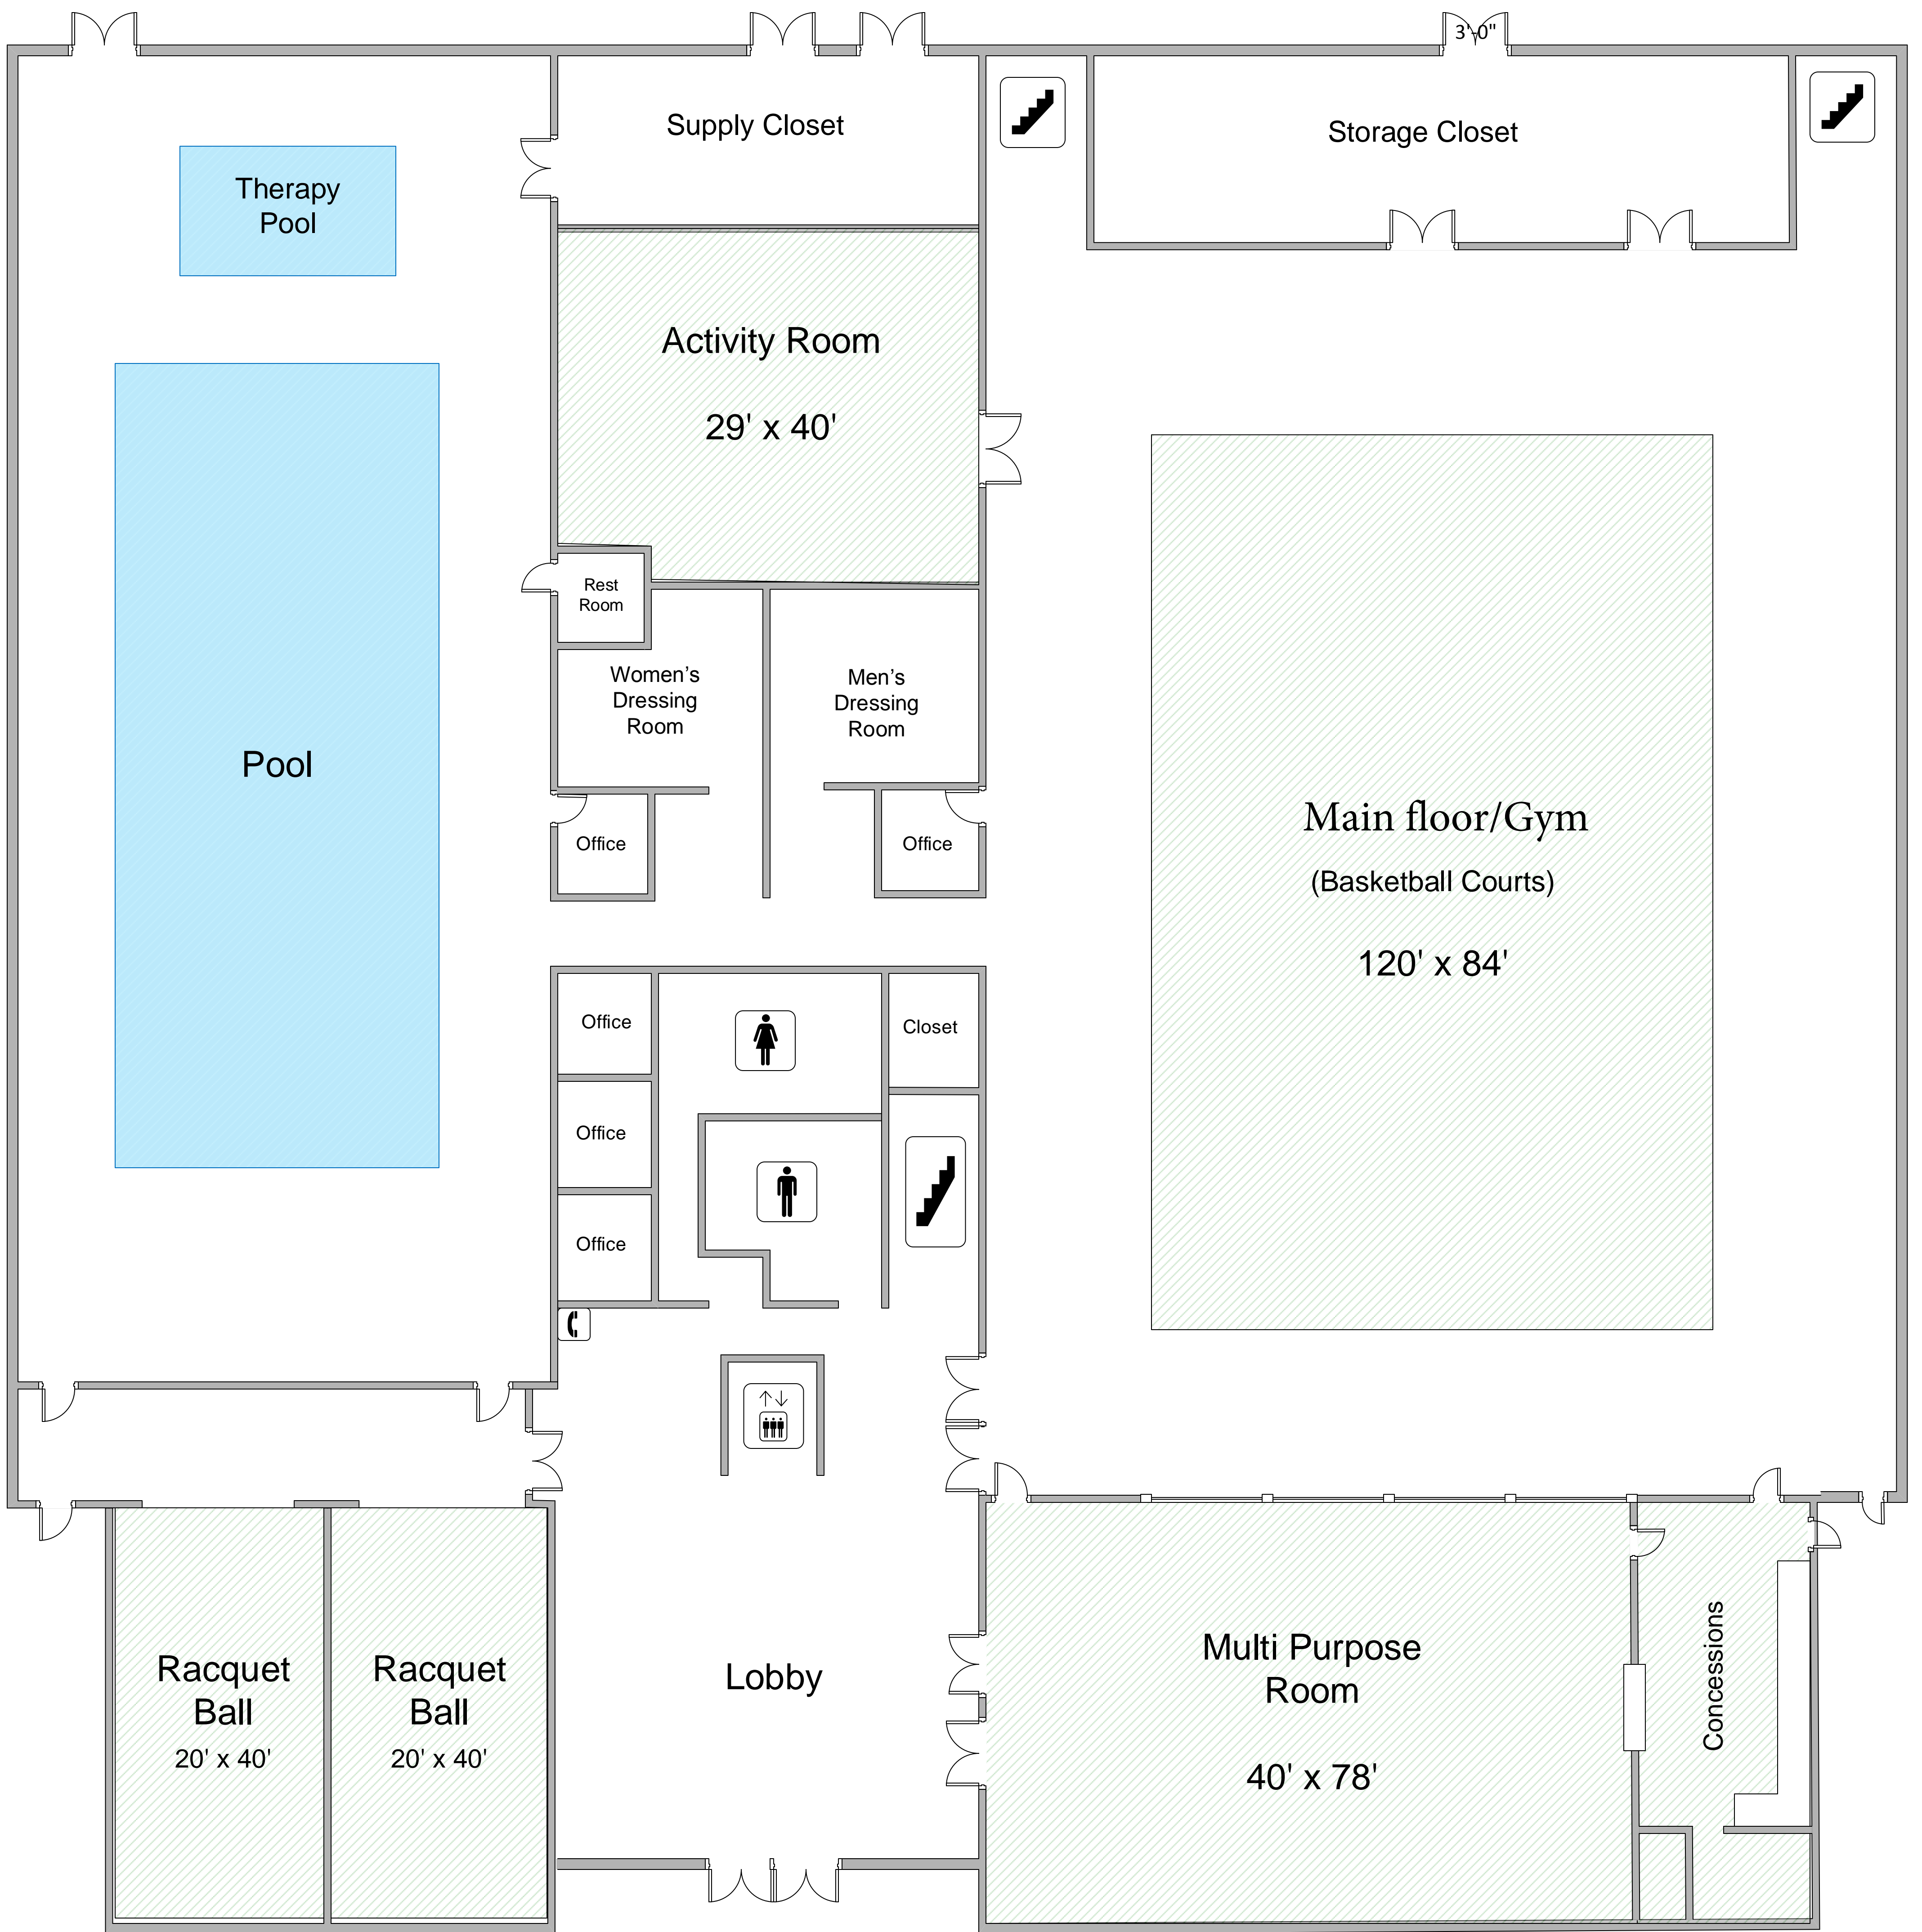 3'-0"
Supply Closet
Storage Closet
Therapy
Pool
Activity Room
29' x 40'
Rest
Room
Women's
Dressing
Room
Men's
Dressing
Room
Pool
Office
Office
Main floor/Gym
(Basketball Courts)
120' x 84'
Office
Closet
Office
Office
Racquet
Ball
20' x 40'
Racquet
Ball
20' x 40'
Lobby
Multi Purpose
Room
40' x 78'
Concessions